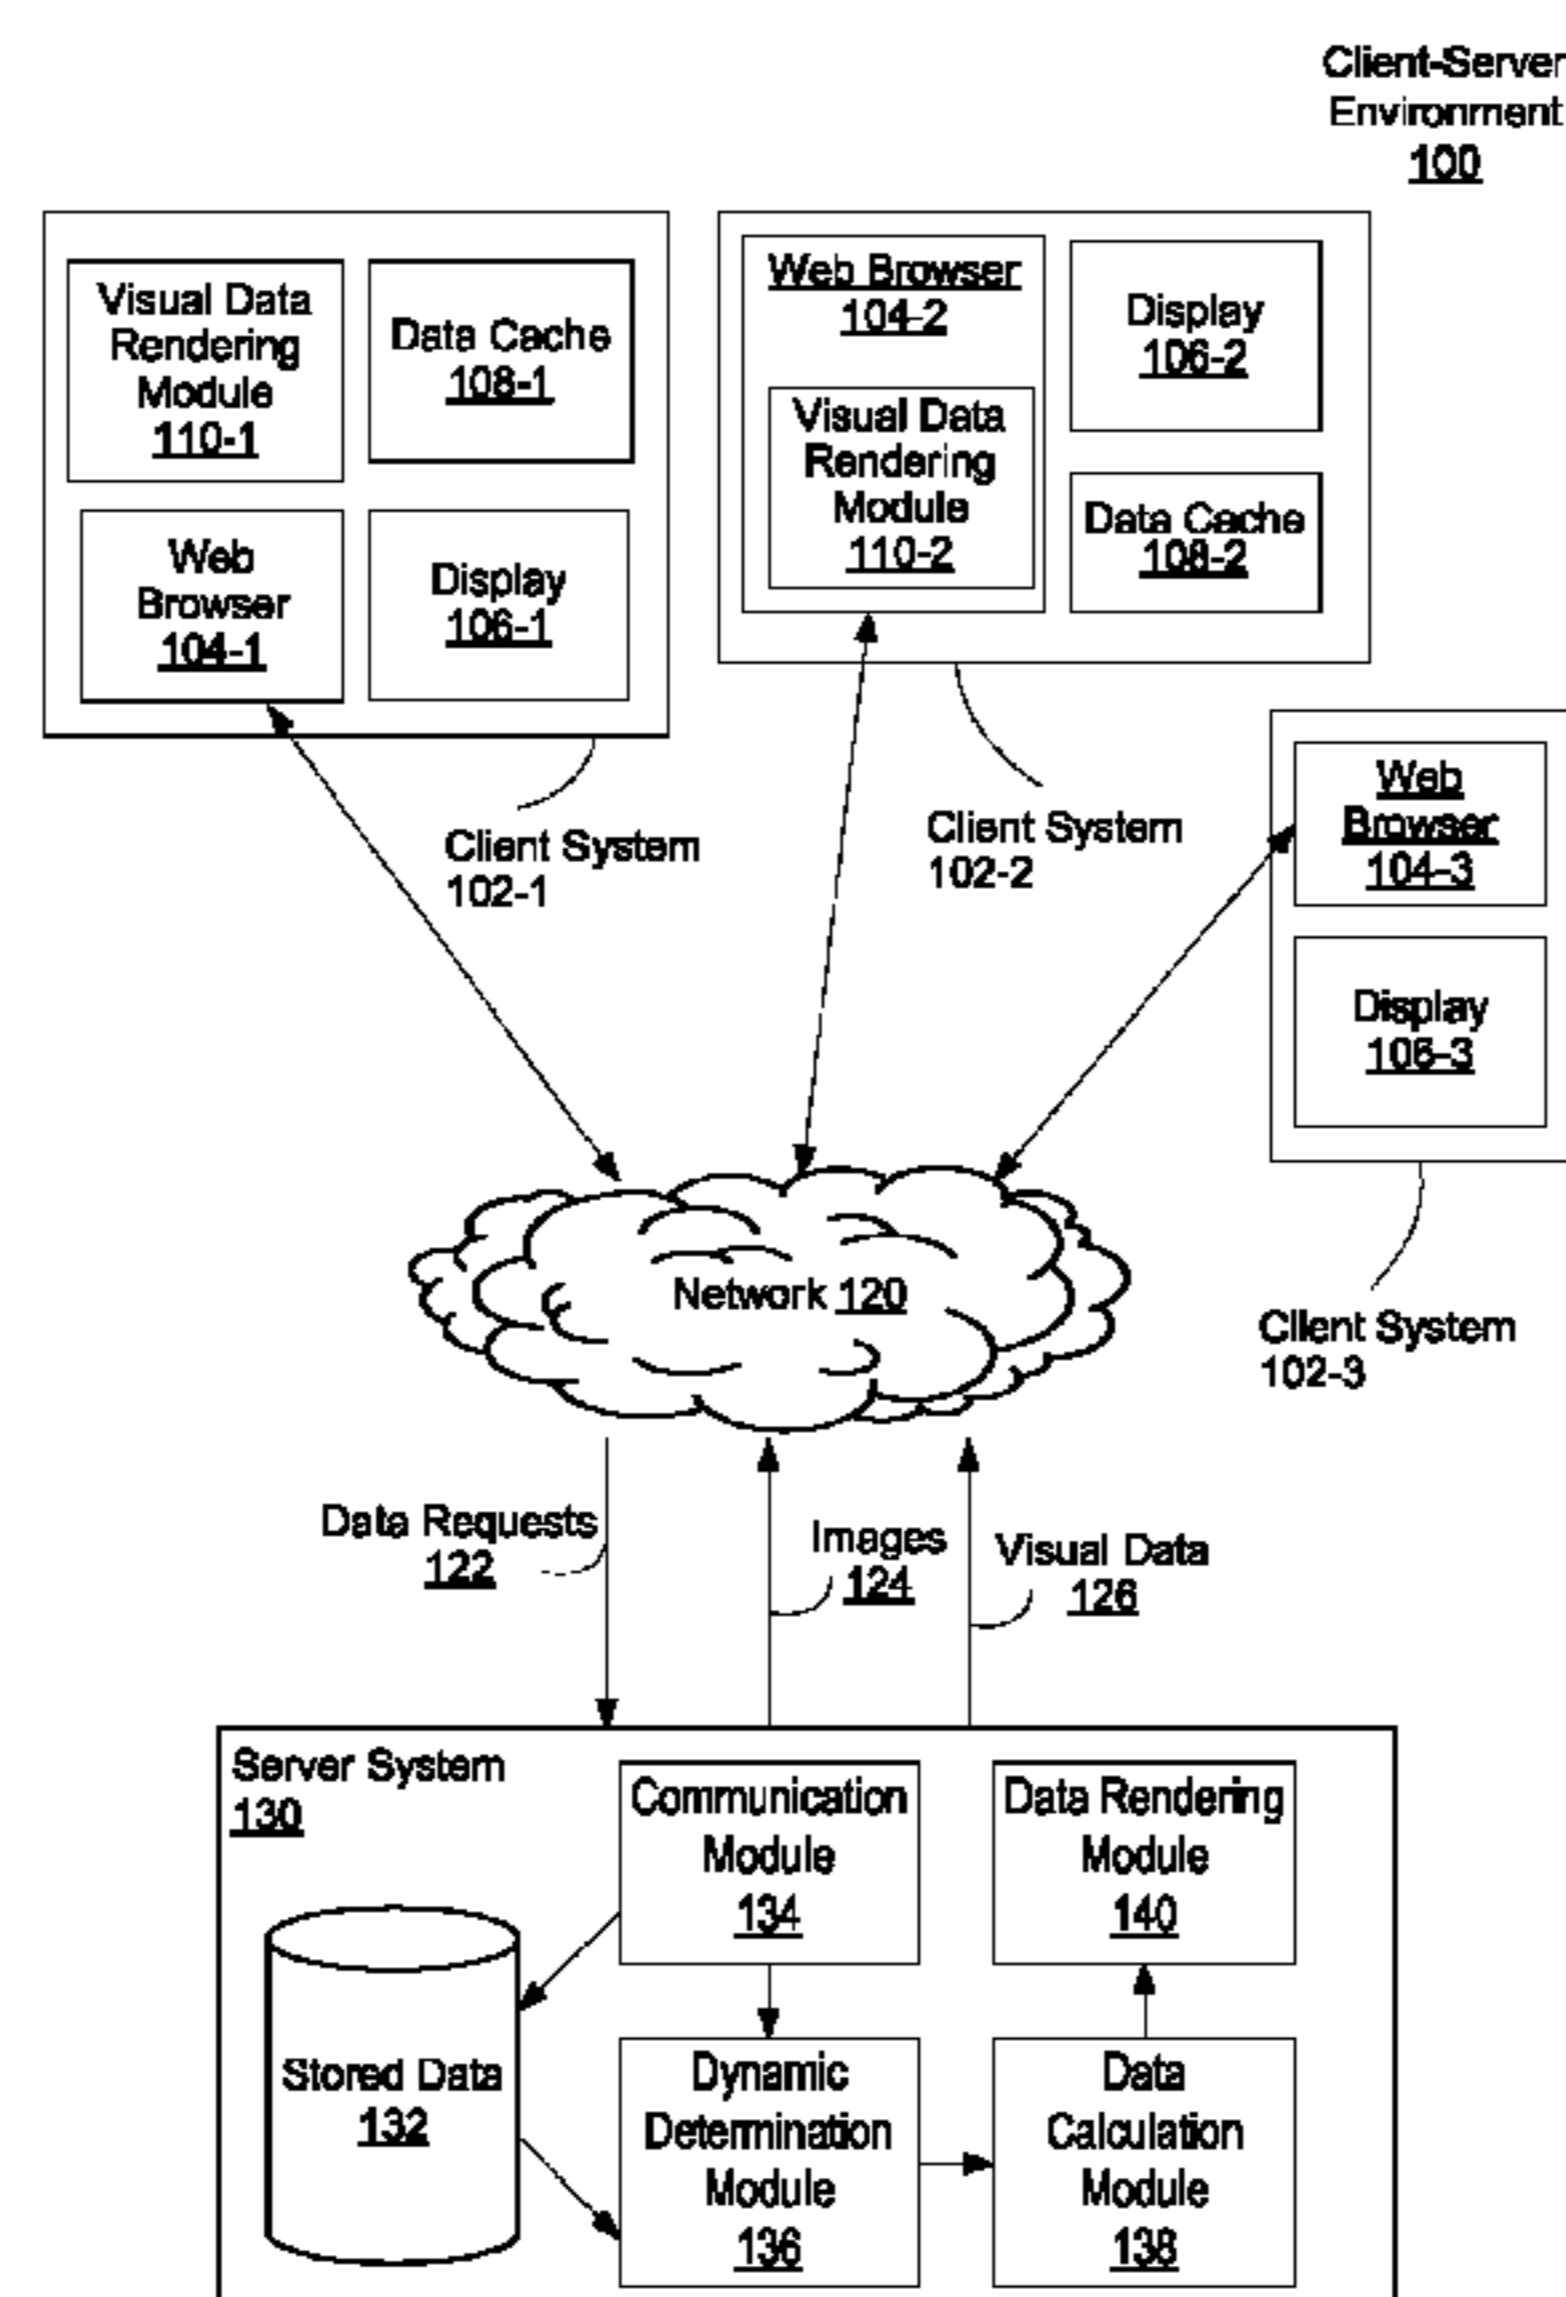 Client-Server
Environment
100
Visual Data
Rendering
Module
110-1
Data Cache
108-1
Web
Browser
104-1
Display
106-1
Client System
102-1
Web Browser
104-2
Visual Data
Rendering
Module
110-2
Display
106-2
Data Cache
108-2
Client System
102-2
Web
Browser
104-3
Display
106-3
Client System
102-3
Network 120
Data Requests
122
Images
124
Visual Data
126
Server System
130
Communication
Module
134
Data Rendering
Module
140
Stored Data
132
Dynamic
Determination
Module
136
Data
Calculation
Module
138